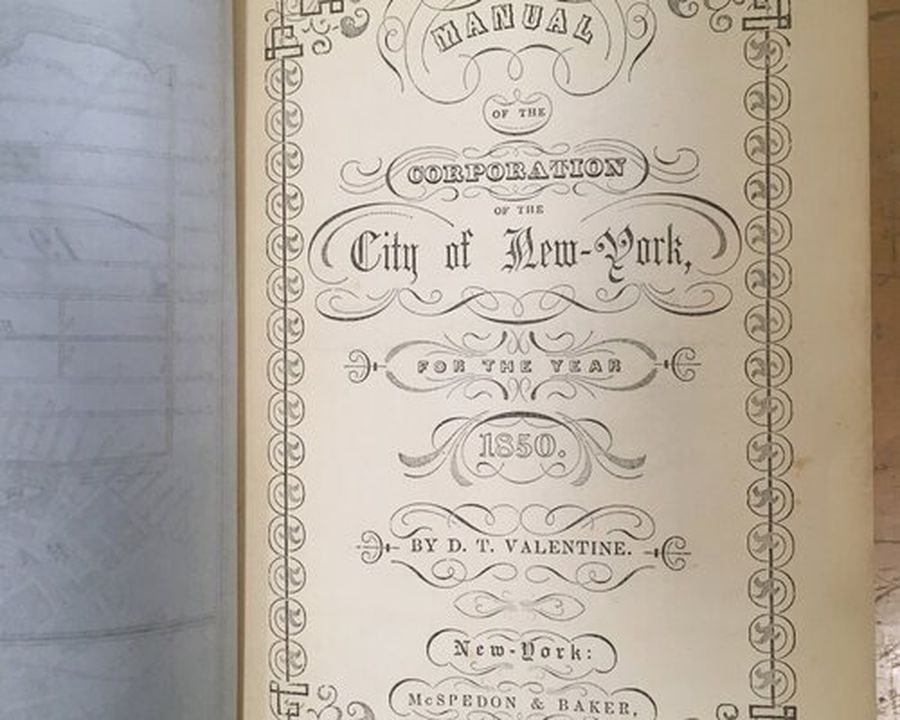 MANUAL
OF THE
CORPORATION
OF THE
City of New-York,
FOR THE YEAR
1850.
BY D. T. VALENTINE.
New-York:
McSPEDON & BAKER,